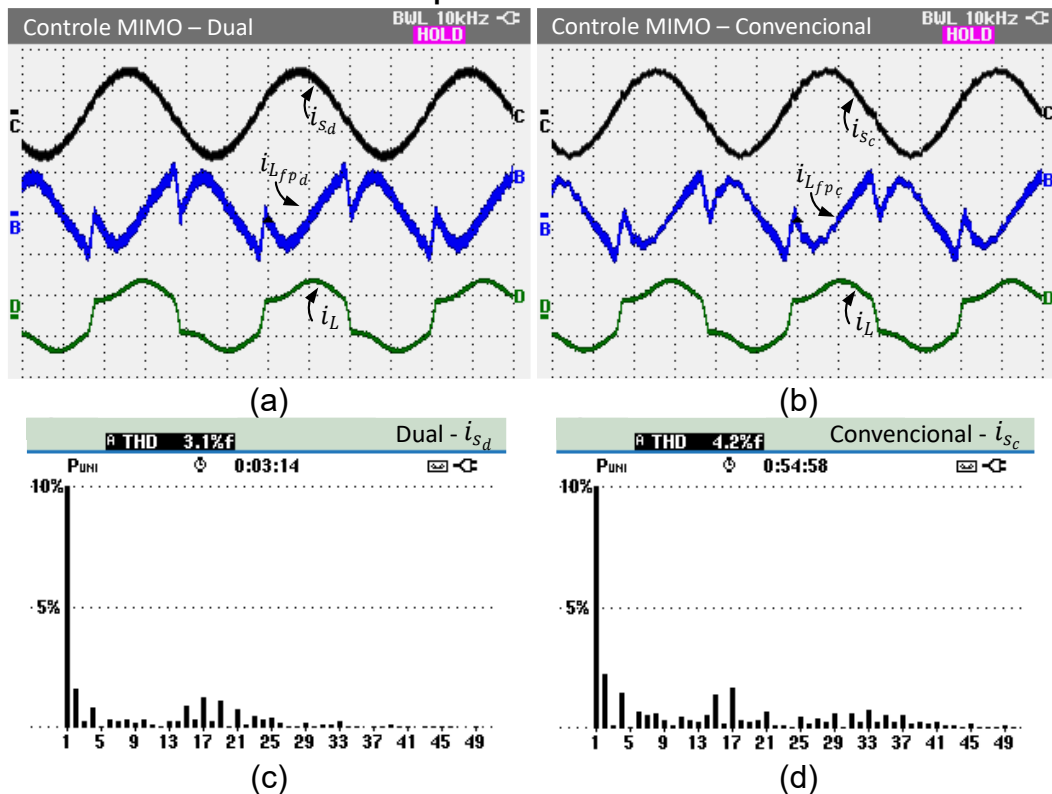 Controle MIMO – Dual
BWL 10kHz
HOLD
C
C
i_{s_d}
i_{L_{fp_d}}
B
B
D
D
i_L
(a)
Controle MIMO – Convencional
BWL 10kHz
HOLD
C
C
i_{s_c}
i_{L_{fp_c}}
B
B
D
D
i_L
(b)
A THD 3.1%f
Dual - i_{s_d}
PUNI 0:03:14
10%
5%
1 5 9 13 17 21 25 29 33 37 41 45 49
(c)
A THD 4.2%f
Convencional - i_{s_c}
PUNI 0:54:58
10%
5%
1 5 9 13 17 21 25 29 33 37 41 45 49
(d)